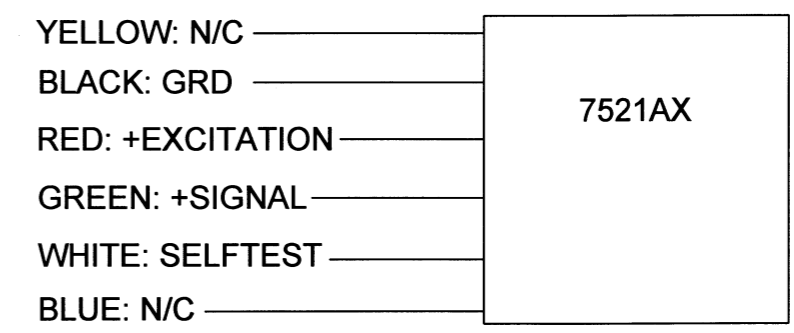 YELLOW: N/C
BLACK: GRD
7521AX
RED: +EXCITATION
GREEN: +SIGNAL
WHITE: SELFTEST
BLUE: N/C